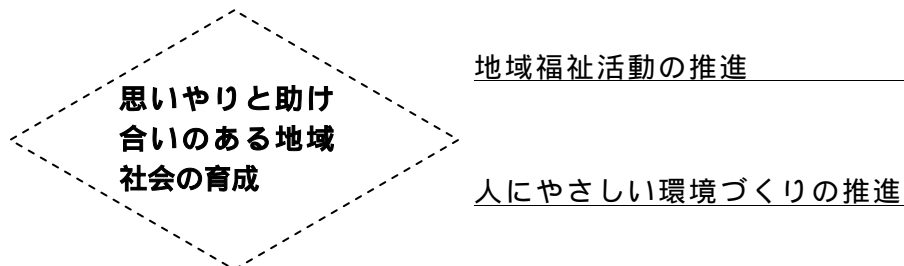 思いやりと助け
合いのある地域
社会の育成
地域福祉活動の推進
人にやさしい環境づくりの推進